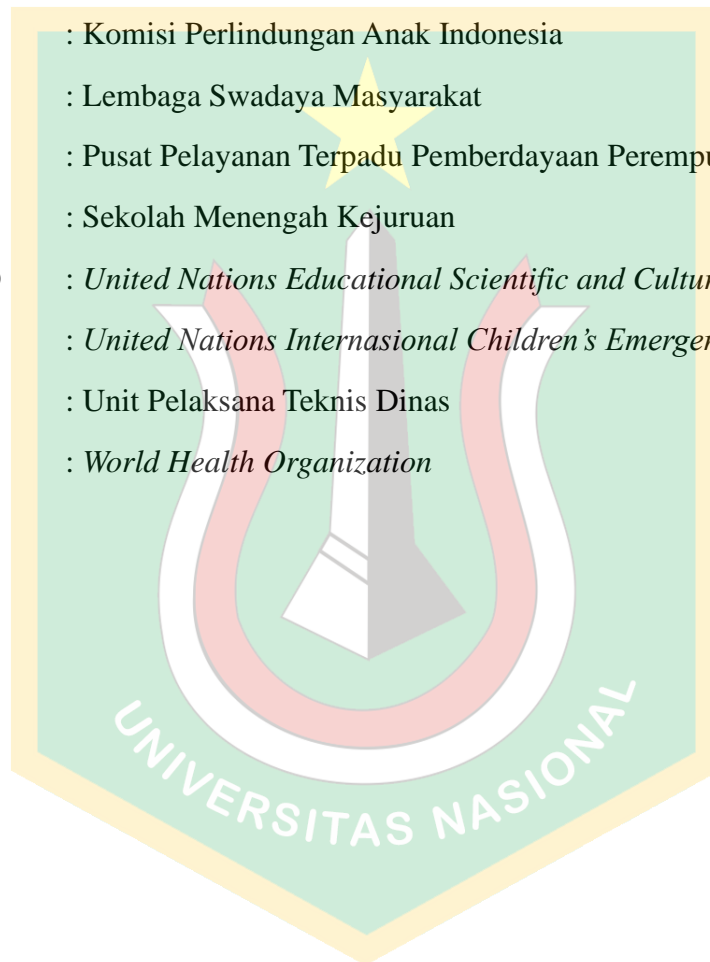 : Komisi Perlindungan Anak Indonesia
: Lembaga Swadaya Masyarakat
: Pusat Pelayanan Terpadu Pemberdayaan
: Sekolah Menengah Kejuruan
: United Nations Educational Scientific and
: United Nations Internasional Children’s
: Unit Pelaksana Teknis Dinas
: World Health Organization
UNIVERSITAS NASIONAL